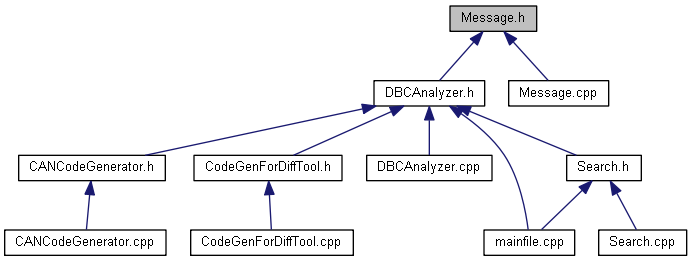 Message.h
DBCAnalyzer.h
Message.cpp
CANCodeGenerator.h
CodeGenForDiffTool.h
DBCAnalyzer.cpp
Search.h
CANCodeGenerator.cpp
CodeGenForDiffTool.cpp
mainfile.cpp
Search.cpp